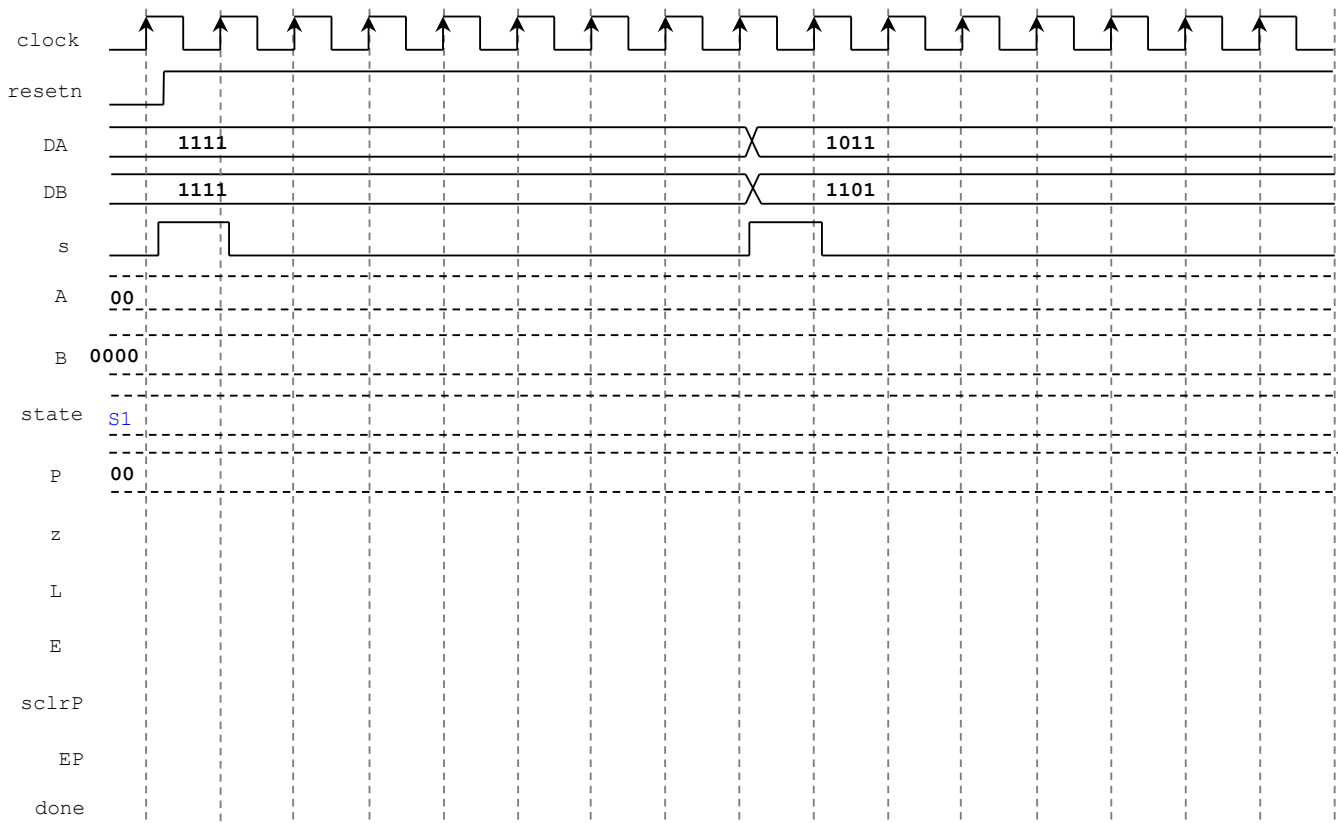 clock
resetn
DA 1111 1011
DB 1111 1101
s
A 00
B 0000
state S1
P 00
z
L
E
sclrP
EP
done